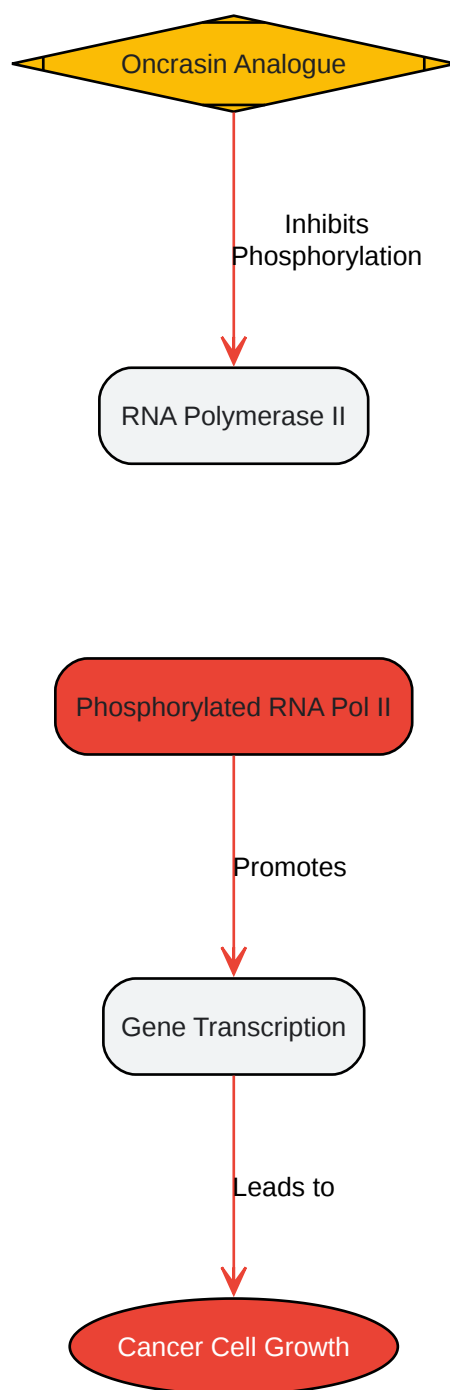 Oncrasin Analogue
Inhibits
Phosphorylation
RNA Polymerase II
Phosphorylated RNA Pol II
Promotes
Gene Transcription
Leads to
Cancer Cell Growth